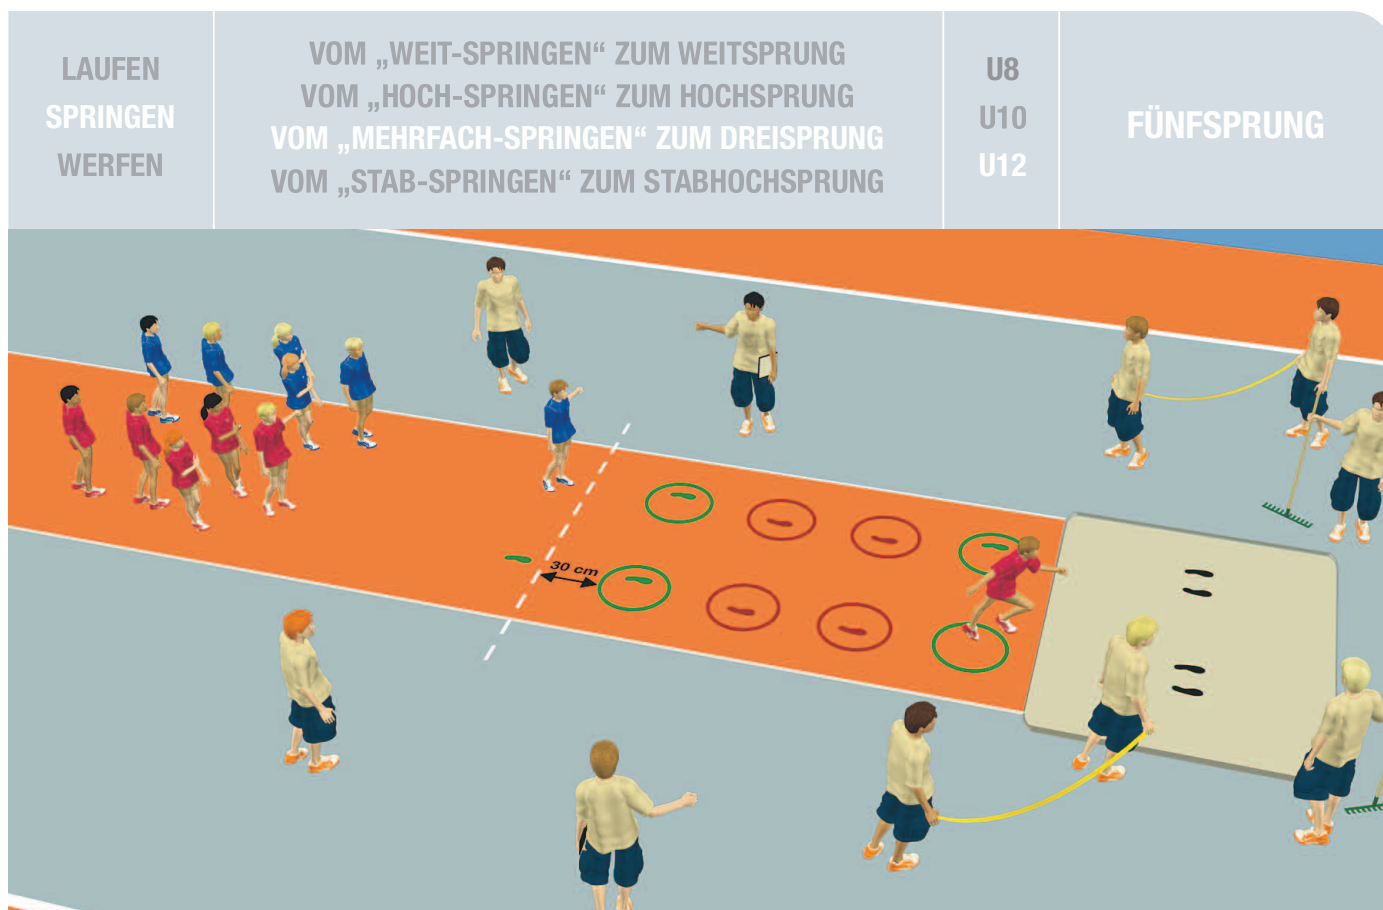 LAUFEN
SPRINGEN
WERFEN
VOM „WEIT-SPRINGEN“ ZUM WEITSPRUNG
VOM „HOCH-SPRINGEN“ ZUM HOCHSPRUNG
VOM „MEHRFACH-SPRINGEN“ ZUM DREISPRUNG
VOM „STAB-SPRINGEN“ ZUM STABHOCHSPRUNG
U8
U10
U12
FÜNFSPRUNG
30 cm